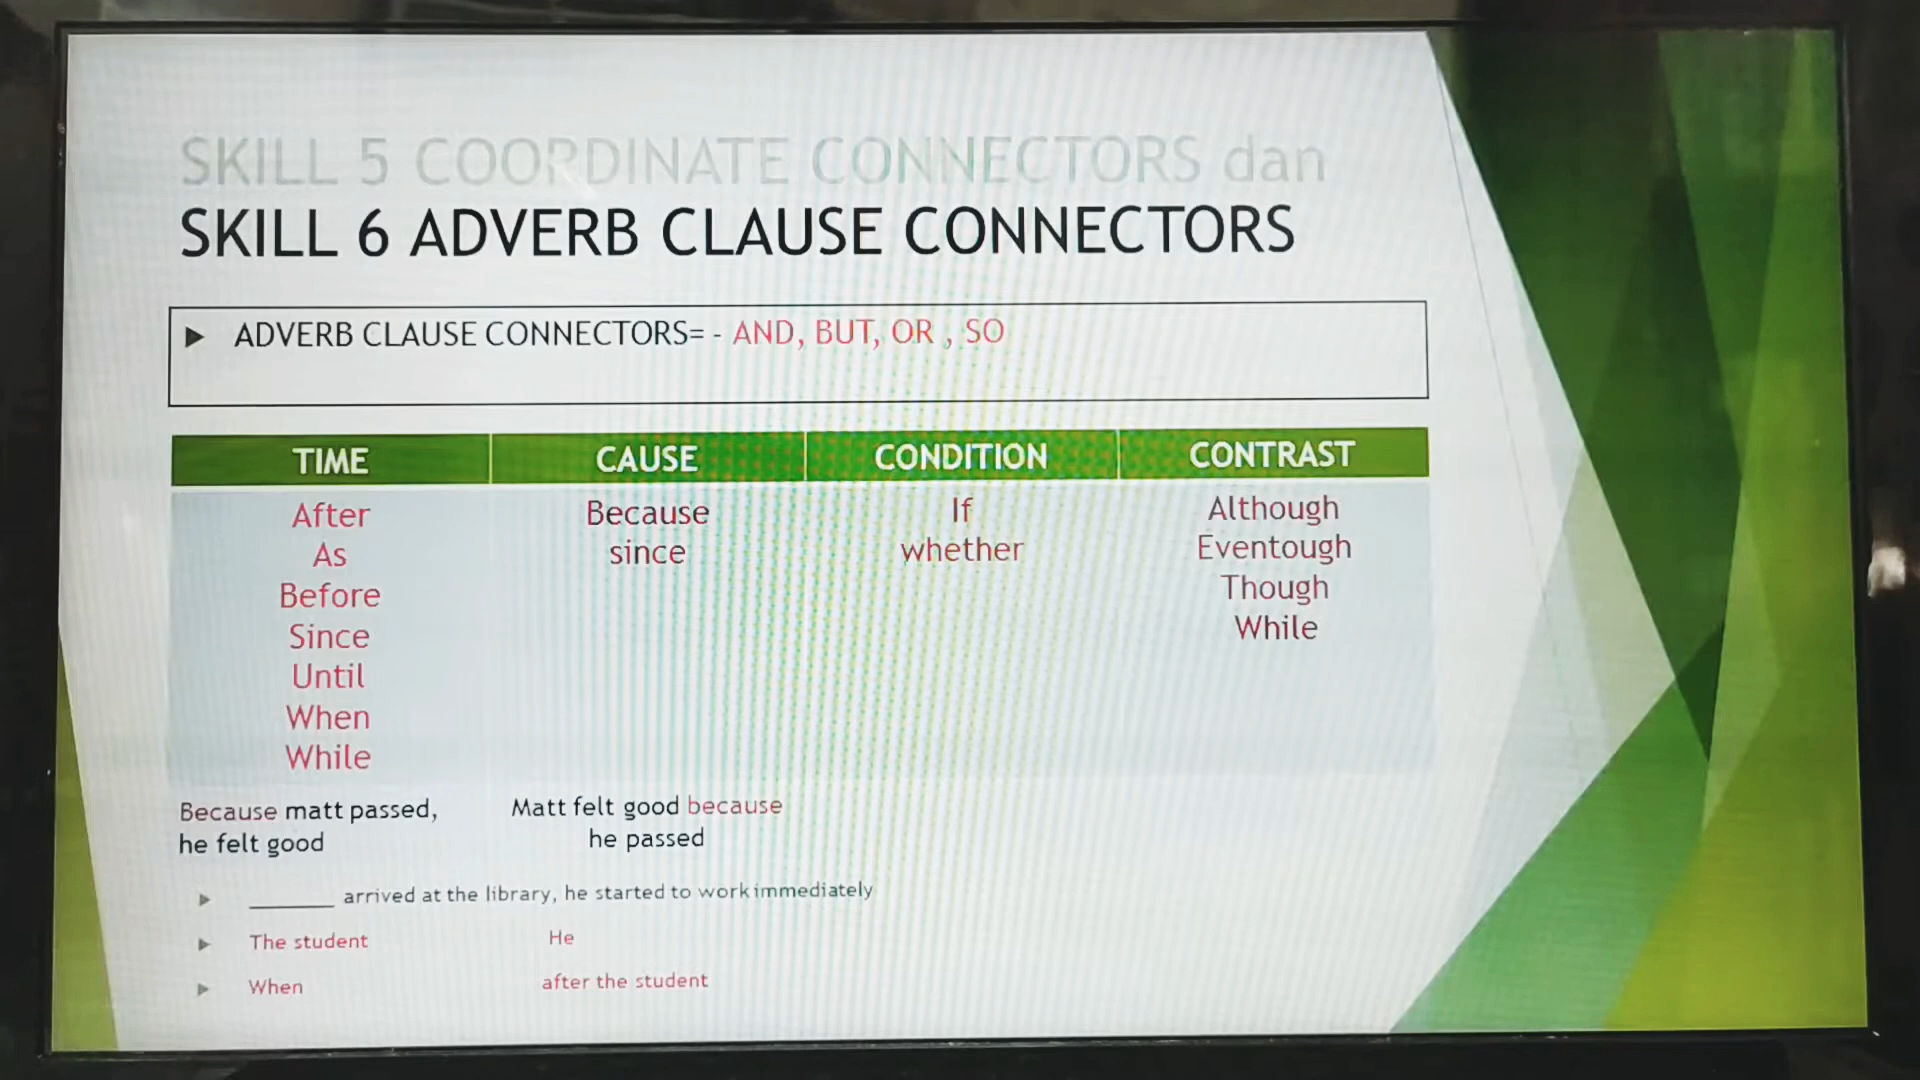 SKILL 5 COORDINATE CONNECTORS dan
SKILL 6 ADVERB CLAUSE CONNECTORS
ADVERB CLAUSE CONNECTORS= - AND, BUT, OR , SO
TIME CAUSE CONDITION CONTRAST
After Because If Although
As since whether Eventough
Before Though
Since While
Until
When
While
Because matt passed, Matt felt good because
he felt good he passed
______ arrived at the library, he started to work immediately
The student He
When after the student